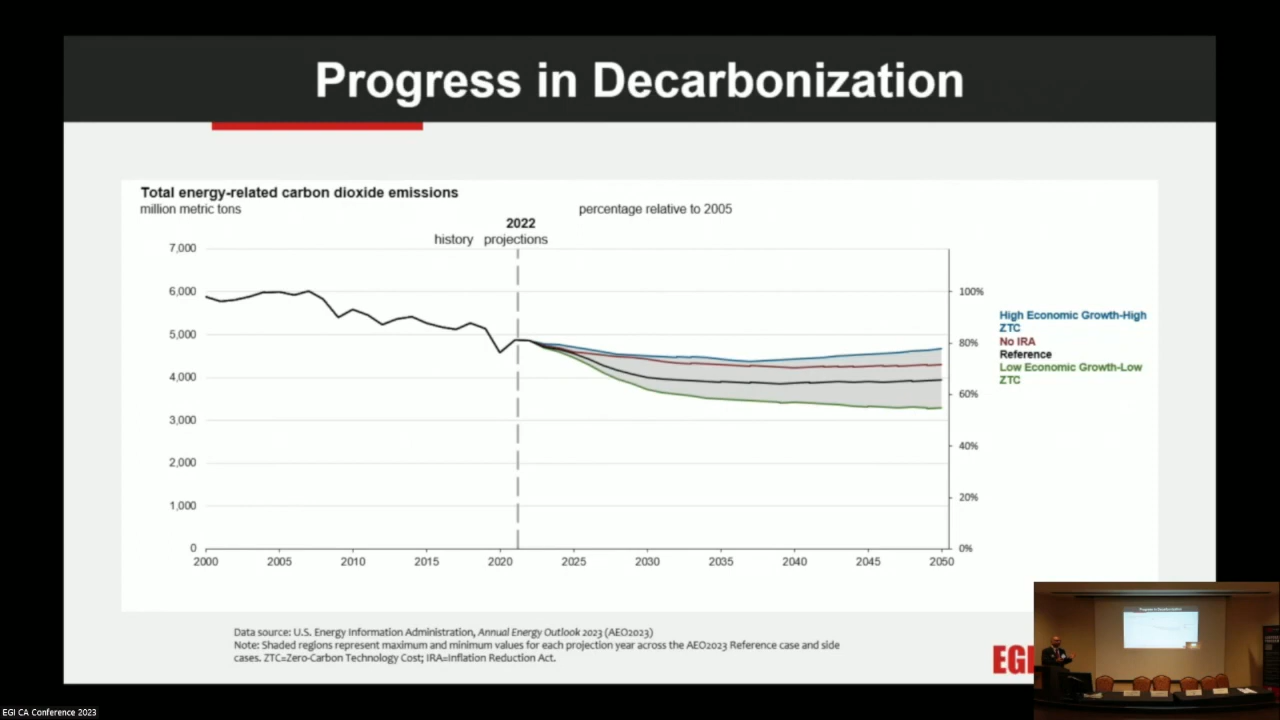 Progress in Decarbonization
Total energy-related carbon dioxide emissions
million metric tons
percentage relative to 2005
2022
history projections
7,000
6,000
5,000
4,000
3,000
2,000
1,000
0
100%
80%
60%
40%
20%
0%
2000 2005 2010 2015 2020 2025 2030 2035 2040 2045 2050
High Economic Growth-High
ZTC
No IRA
Reference
Low Economic Growth-Low
ZTC
Data source: U.S. Energy Information Administration, Annual Energy Outlook 2023 (AEO2023)
Note: Shaded regions represent maximum and minimum values for each projection year across the AEO2023 Reference case and side
cases. ZTC=Zero-Carbon Technology Cost; IRA=Inflation Reduction Act.
EGI
Progress in Decarbonization
EGI CA Conference 2023